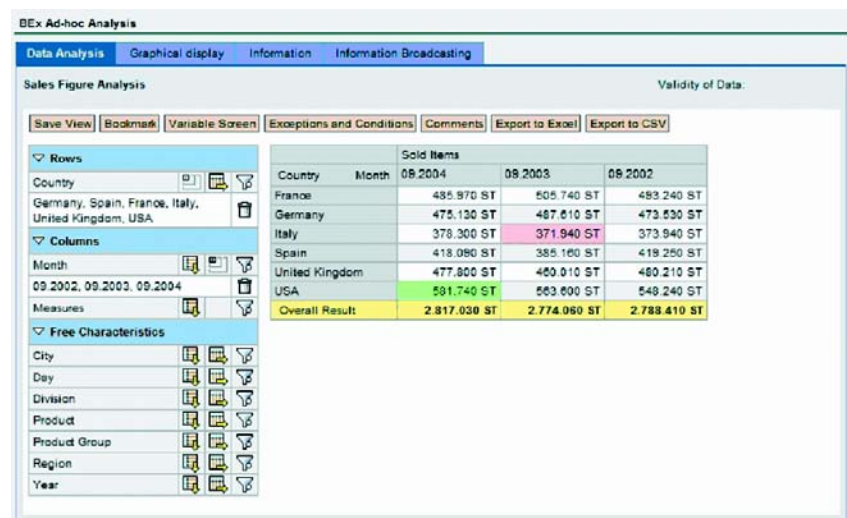 BEx Ad-hoc Analysis
Data Analysis Graphical display Information Information Broadcasting
Sales Figure Analysis Validity of Data:
Save View Bookmark Variable Screen Exceptions and Conditions Comments Export to Excel Export to CSV
Rows
Country
Germany, Spain, France, Italy,
United Kingdom, USA
Columns
Month
09.2002, 09.2003, 09.2004
Measures
Free Characteristics
City
Day
Division
Product
Product Group
Region
Year
Sold Items
Country Month 09.2004 09.2003 09.2002
France 485.970 ST 505.740 ST 493.240 ST
Germany 475.130 ST 487.610 ST 473.530 ST
Italy 378.300 ST 371.940 ST 373.940 ST
Spain 418.090 ST 385.160 ST 419.250 ST
United Kingdom 477.800 ST 460.010 ST 480.210 ST
USA 581.740 ST 563.600 ST 548.240 ST
Overall Result 2.817.030 ST 2.774.060 ST 2.788.410 ST